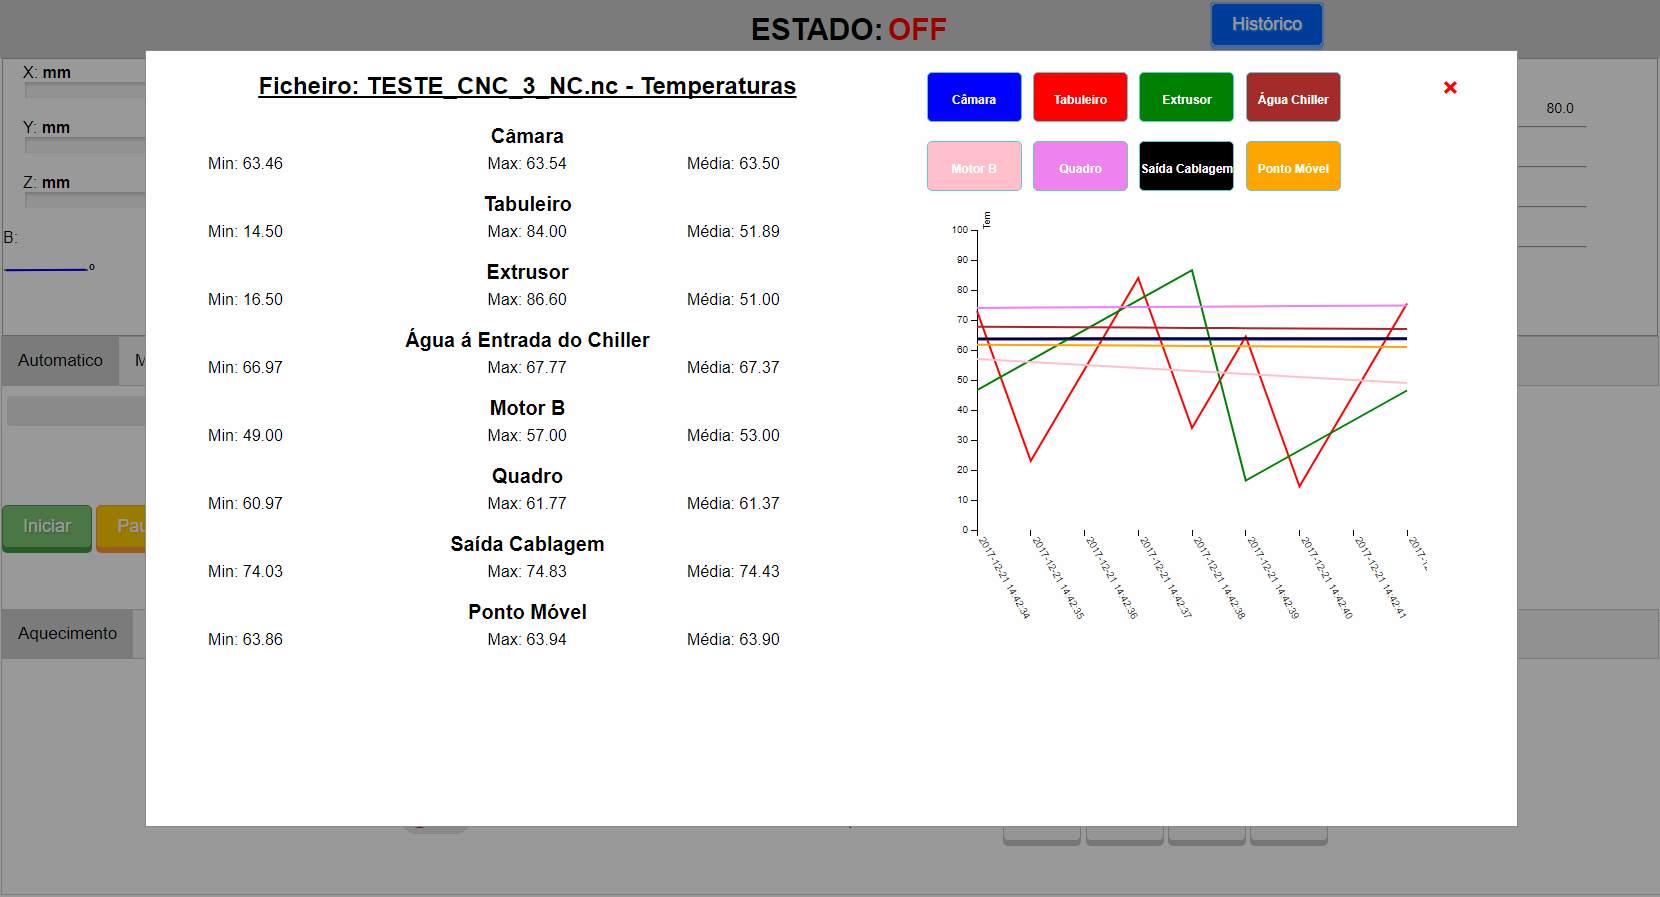 ESTADO: OFF
Histórico
X: mm
Y: mm
Z: mm
B:
º
80.0
Automatico
Iniciar
Aquecimento
Ficheiro: TESTE_CNC_3_NC.nc - Temperaturas
Câmara
Min: 63.46 Max: 63.54 Média: 63.50
Tabuleiro
Min: 14.50 Max: 84.00 Média: 51.89
Extrusor
Min: 16.50 Max: 86.60 Média: 51.00
Água á Entrada do Chiller
Min: 66.97 Max: 67.77 Média: 67.37
Motor B
Min: 49.00 Max: 57.00 Média: 53.00
Quadro
Min: 60.97 Max: 61.77 Média: 61.37
Saída Cablagem
Min: 74.03 Max: 74.83 Média: 74.43
Ponto Móvel
Min: 63.86 Max: 63.94 Média: 63.90
Câmara Tabuleiro Extrusor Água Chiller
Motor B Quadro Saída Cablagem Ponto Móvel
Tem
100
90
80
70
60
50
40
30
20
10
0
2017-12-21 14:42:34
2017-12-21 14:42:35
2017-12-21 14:42:36
2017-12-21 14:42:37
2017-12-21 14:42:38
2017-12-21 14:42:39
2017-12-21 14:42:40
2017-12-21 14:42:41